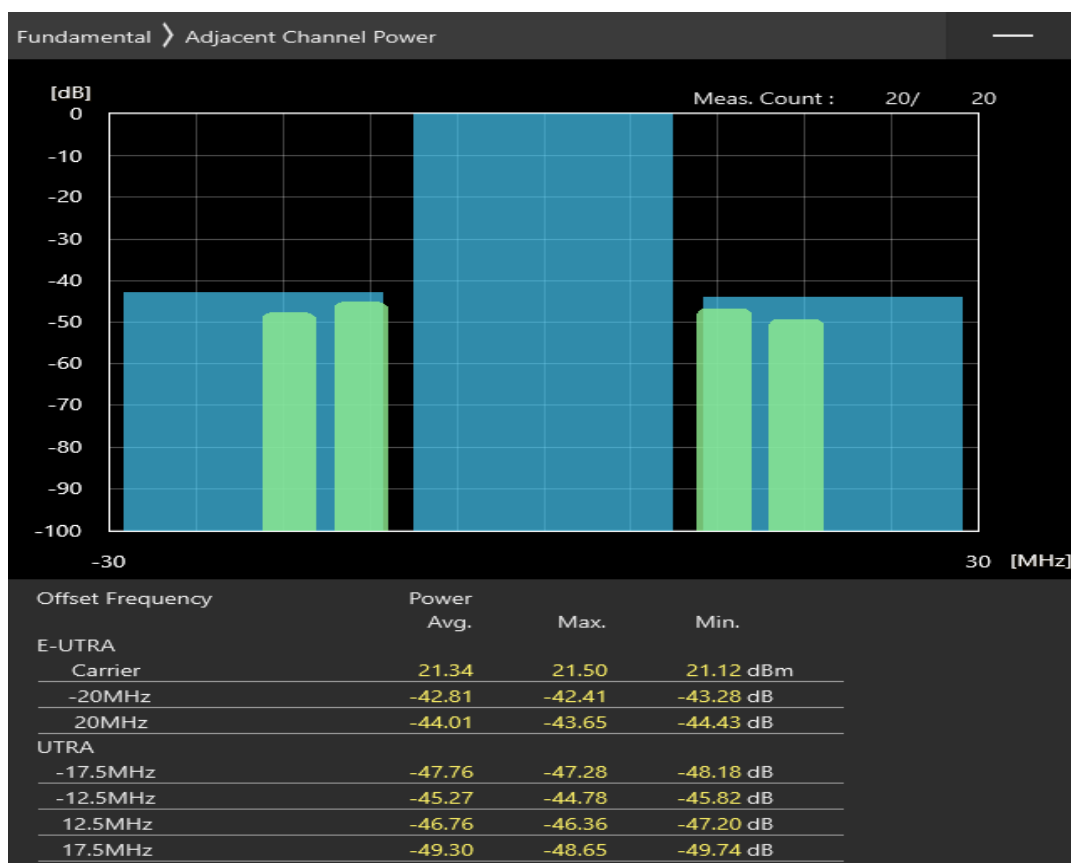 Fundamental ❯ Adjacent Channel Power
[dB]
Meas. Count : 20/ 20
0
-10
-20
-30
-40
-50
-60
-70
-80
-90
-100
-30 30 [MHz]
Offset Frequency Power
Avg. Max. Min.
E-UTRA
Carrier 21.34 21.50 21.12 dBm
-20MHz -42.81 -42.41 -43.28 dB
20MHz -44.01 -43.65 -44.43 dB
UTRA
-17.5MHz -47.76 -47.28 -48.18 dB
-12.5MHz -45.27 -44.78 -45.82 dB
12.5MHz -46.76 -46.36 -47.20 dB
17.5MHz -49.30 -48.65 -49.74 dB